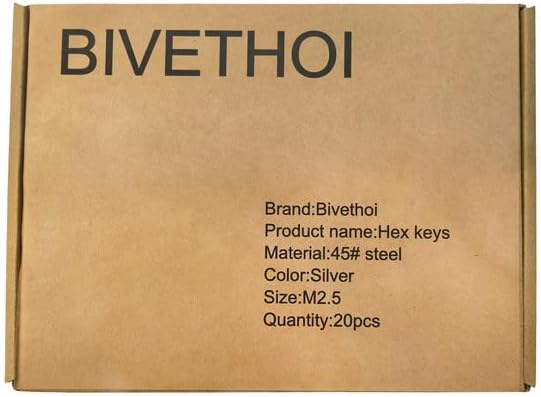 BIVETHOI
Brand:Bivethoi
Product name:Hex keys
Material:45# steel
Color:Silver
Size:M2.5
Quantity:20pcs